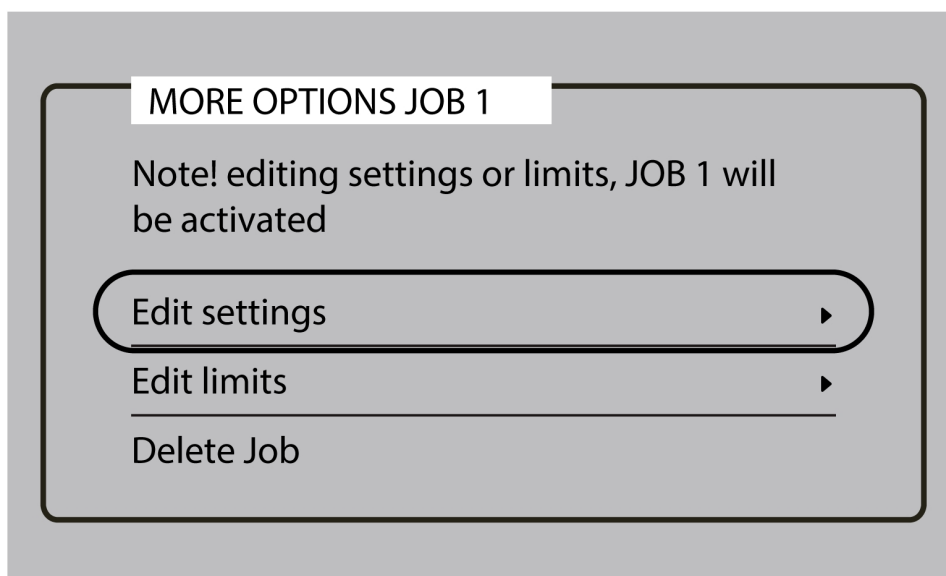 MORE OPTIONS JOB 1
Note! editing settings or limits, JOB 1 will
be activated
Edit settings
Edit limits
Delete Job